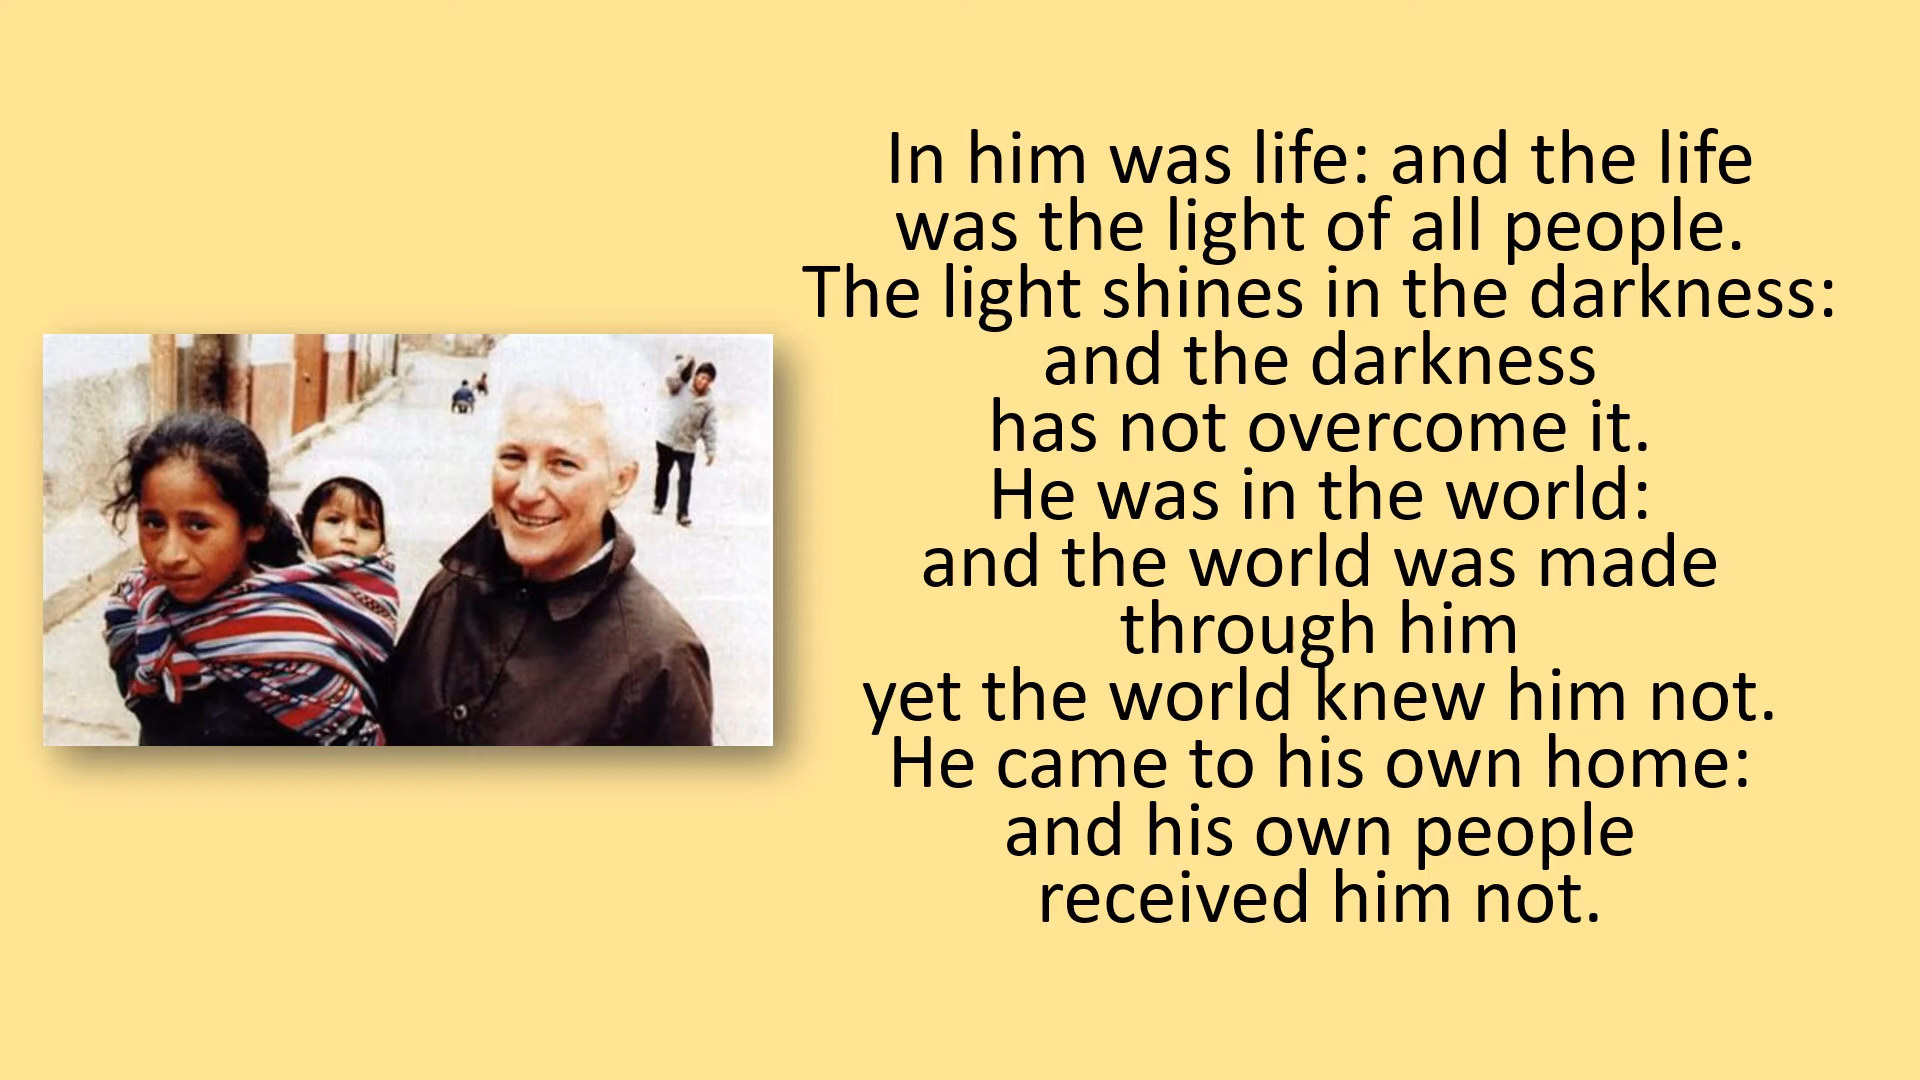 In him was life: and the life
was the light of all people.
The light shines in the darkness:
and the darkness
has not overcome it.
He was in the world:
and the world was made
through him
yet the world knew him not.
He came to his own home:
and his own people
received him not.